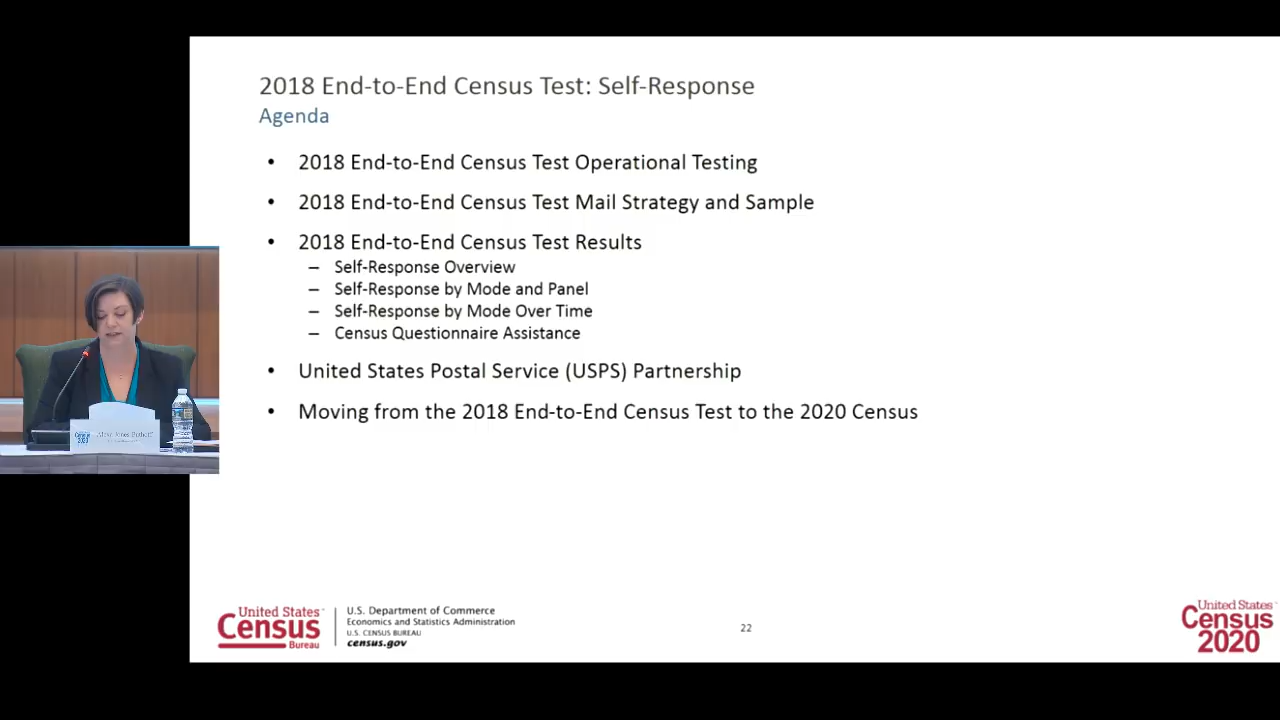 2018 End-to-End Census Test: Self-Response
Agenda
• 2018 End-to-End Census Test Operational Testing
• 2018 End-to-End Census Test Mail Strategy and Sample
• 2018 End-to-End Census Test Results
– Self-Response Overview
– Self-Response by Mode and Panel
– Self-Response by Mode Over Time
– Census Questionnaire Assistance
• United States Postal Service (USPS) Partnership
• Moving from the 2018 End-to-End Census Test to the 2020 Census
United States
Census
Bureau
U.S. Department of Commerce
Economics and Statistics Administration
U.S. CENSUS BUREAU
census.gov
22
United States
Census
2020